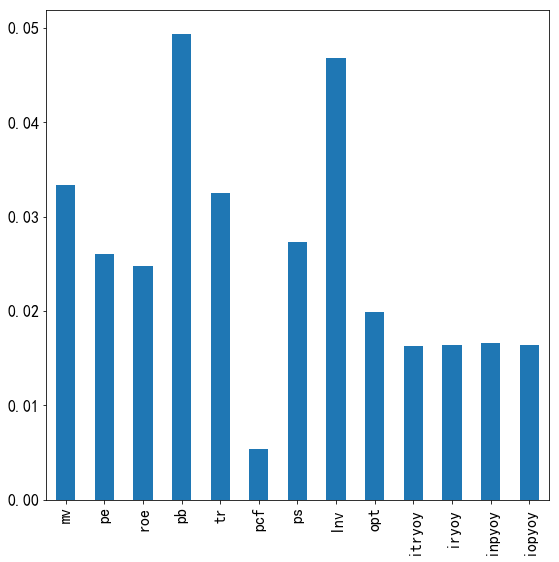 0.05
0.04
0.03
0.02
0.01
0.00
mv
pe
roe
pb
tr
pcf
ps
lnv
opt
itryoy
iryoy
inpyoy
iopyoy